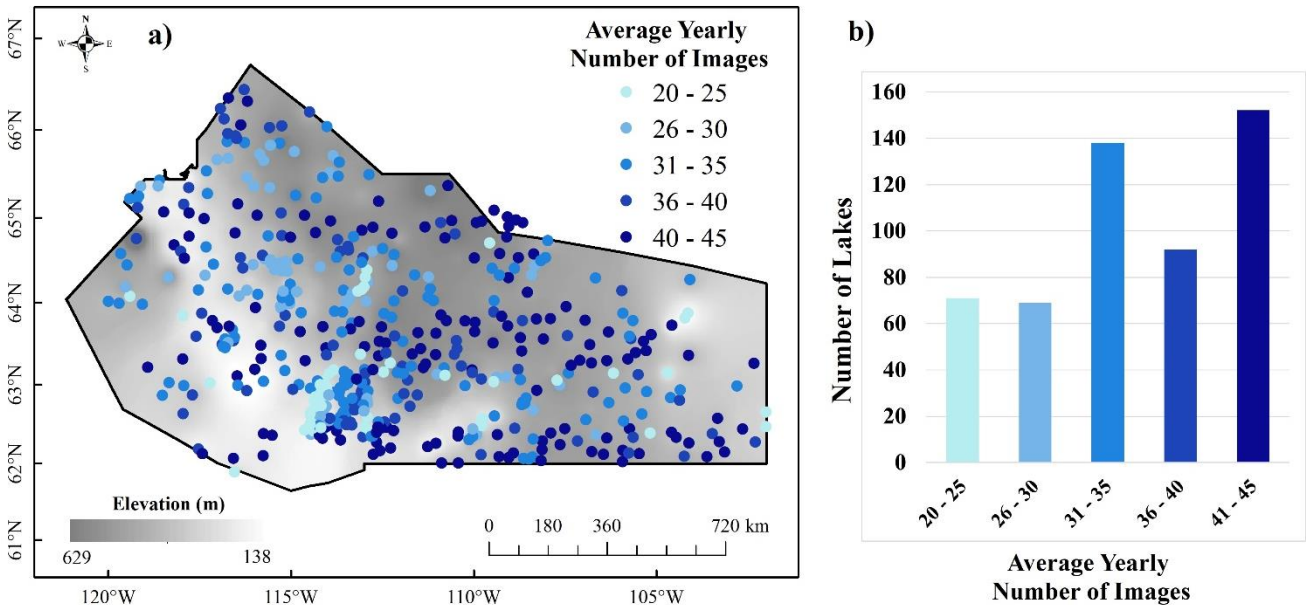 a)
N
W
E
S
Average Yearly
Number of Images
20 - 25
26 - 30
31 - 35
36 - 40
40 - 45
67°N
66°N
65°N
64°N
63°N
62°N
61°N
Elevation (m)
629
138
0
180
360
720 km
120°W
115°W
110°W
105°W
b)
Number of Lakes
160
140
120
100
80
60
40
20
0
20 - 25
26 - 30
31 - 35
36 - 40
41 - 45
Average Yearly
Number of Images